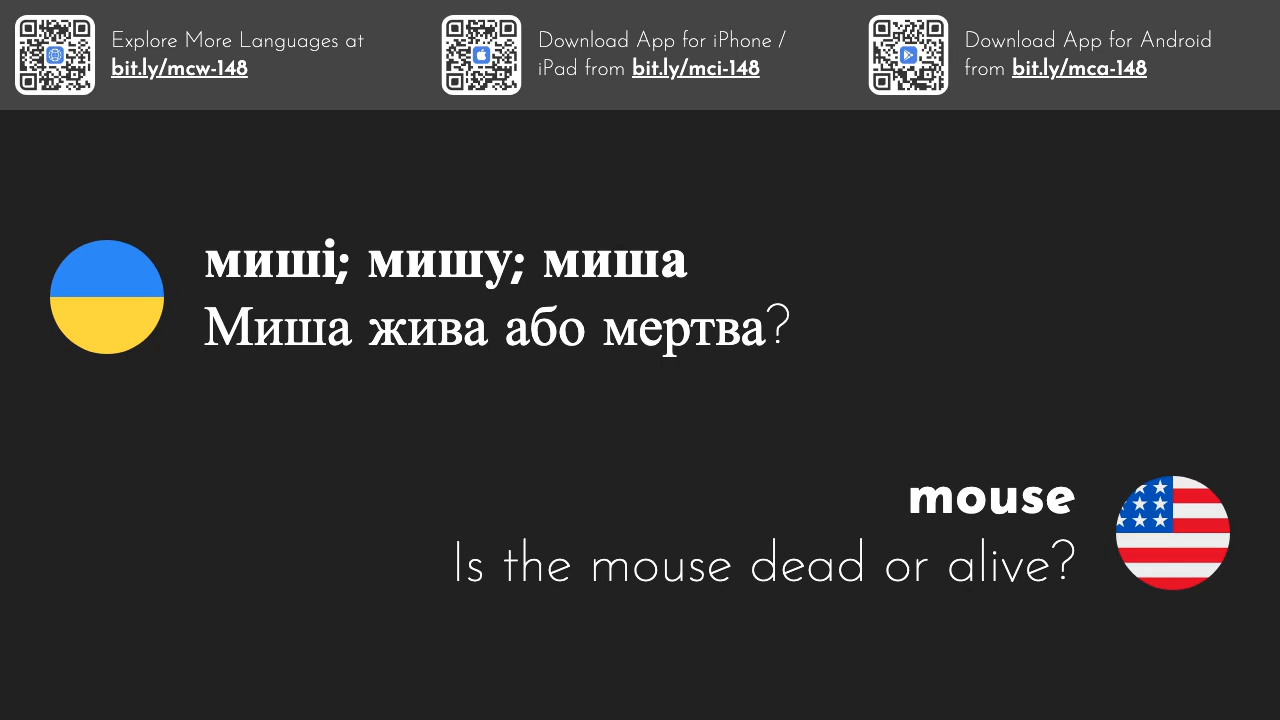 Explore More Languages at
bit.ly/mcw-148
Download App for iPhone /
iPad from bit.ly/mci-148
Download App for Android
from bit.ly/mca-148
миші; мишу; миша
Миша жива або мертва?
mouse
Is the mouse dead or alive?